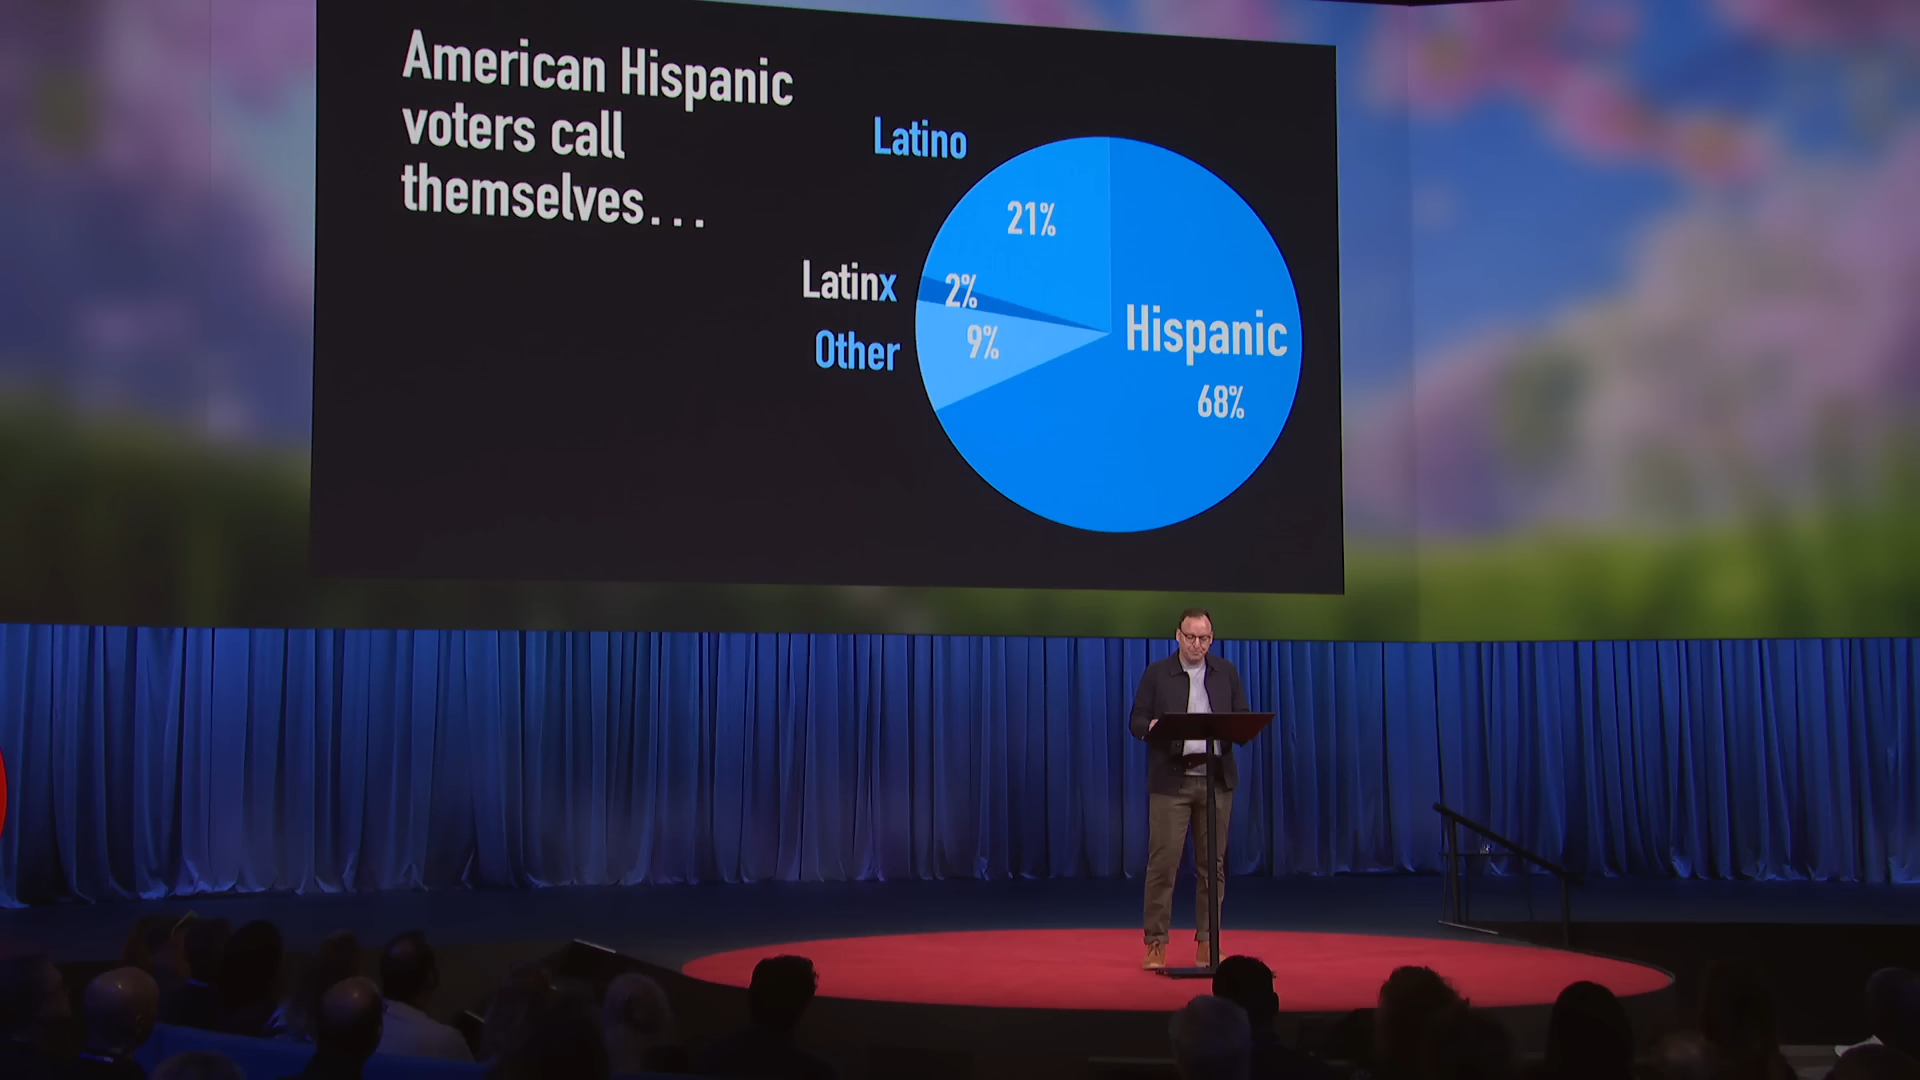 American Hispanic
voters call
themselves...
Latino
21%
Latinx
2%
Other
9%
Hispanic
68%